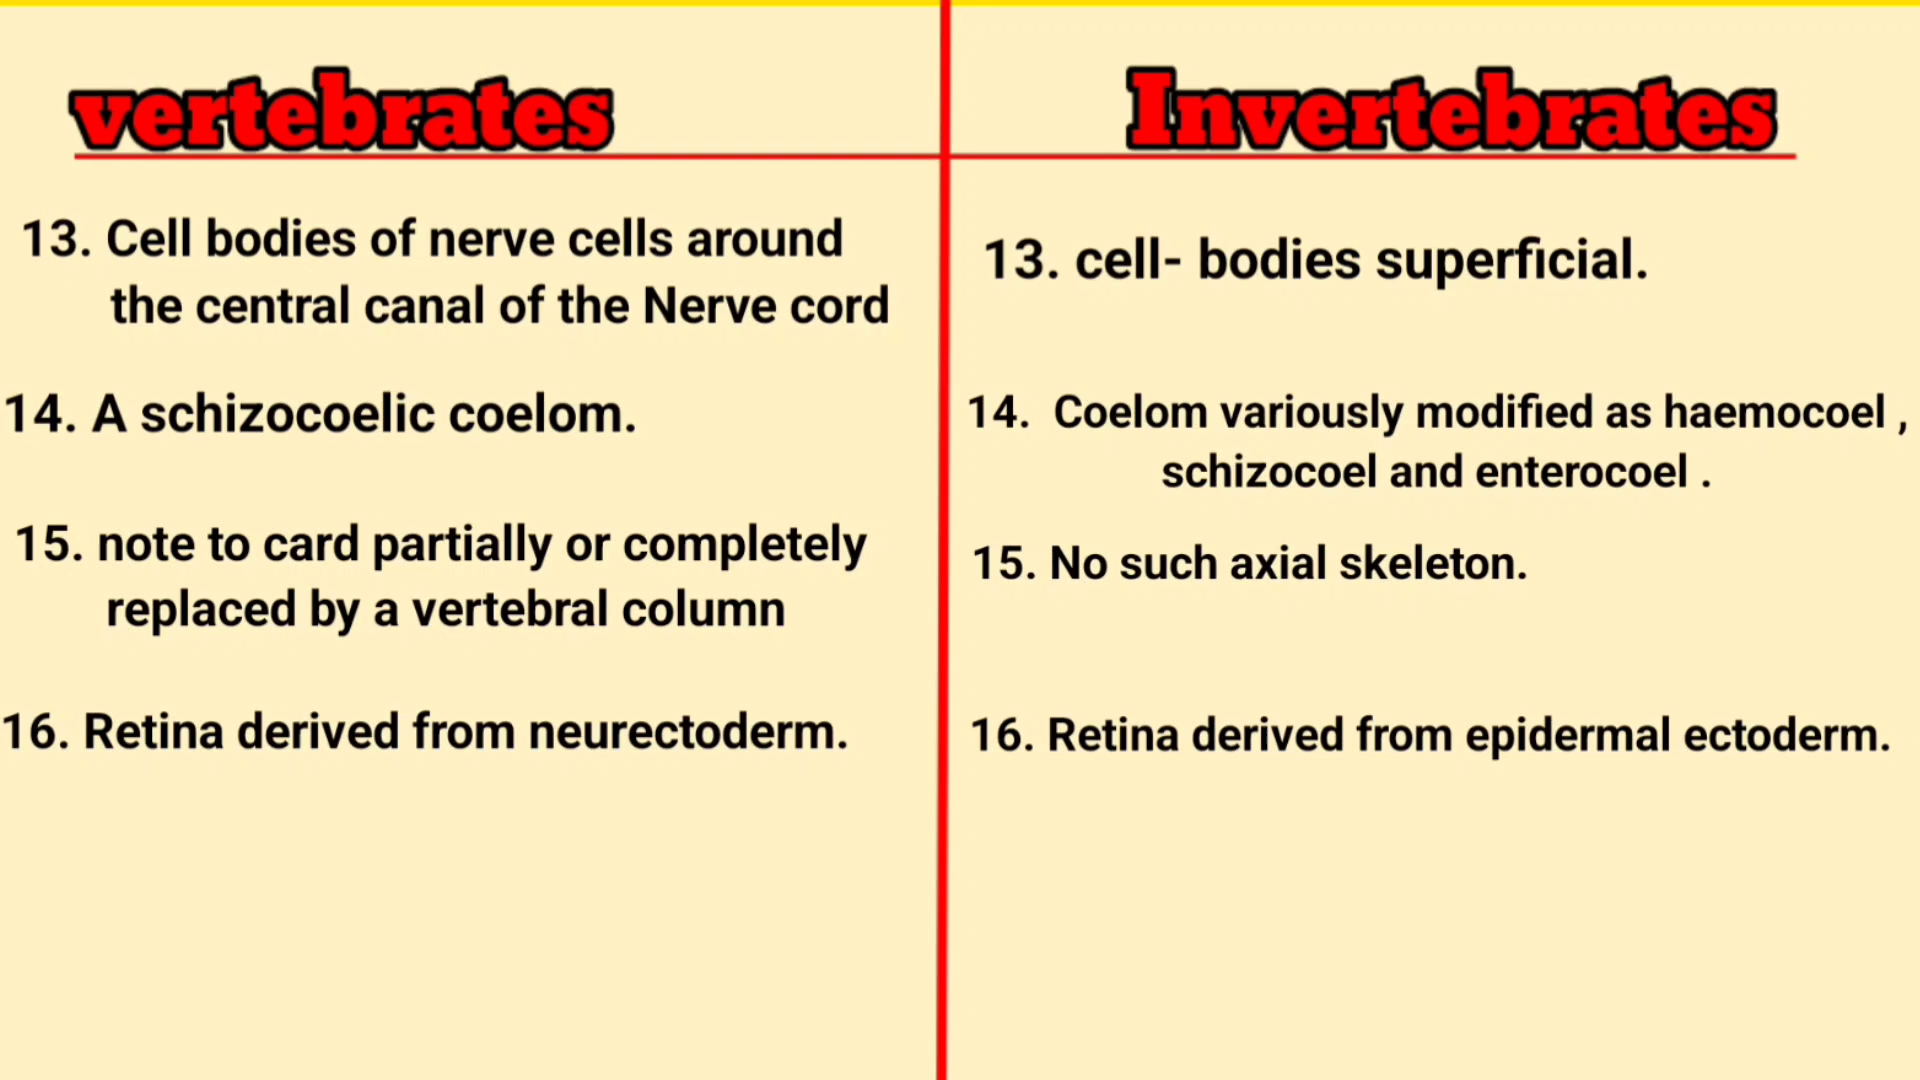 vertebrates
13. Cell bodies of nerve cells around
the central canal of the Nerve cord
14. A schizocoelic coelom.
15. note to card partially or completely
replaced by a vertebral column
16. Retina derived from neurectoderm.
Invertebrates
13. cell- bodies superficial.
14. Coelom variously modified as haemocoel ,
schizocoel and enterocoel .
15. No such axial skeleton.
16. Retina derived from epidermal ectoderm.